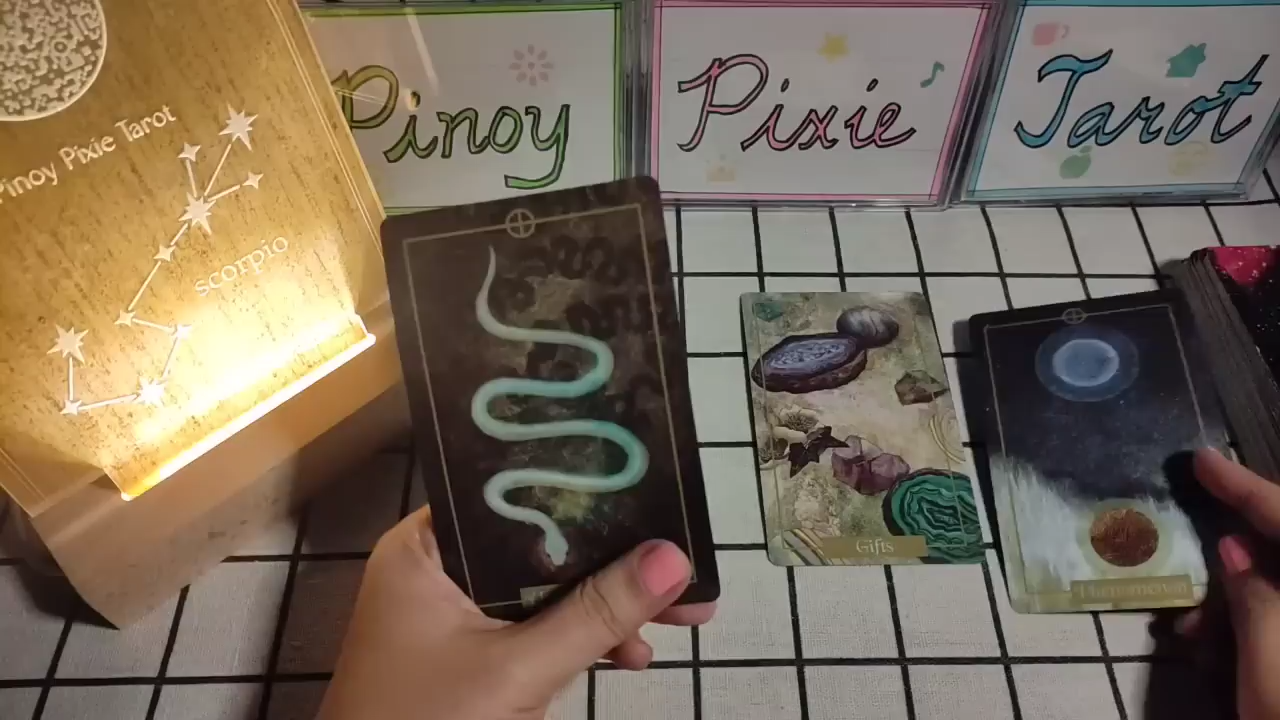 Pinoy Pixie Tarot
Pinoy Pixie Tarot
scorpio
Gifts
Phenomenon